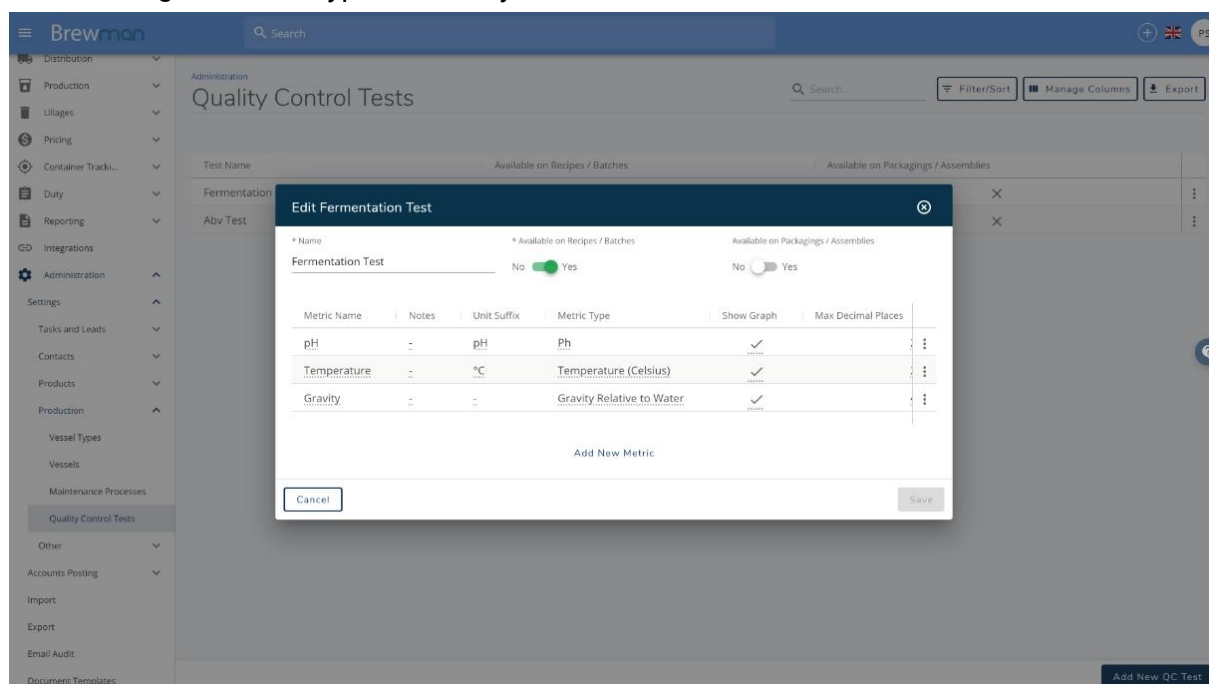 Brewman
Search
PS
Distribution
Production
Ullages
Pricing
Container Tracki...
Duty
Reporting
Integrations
Administration
Settings
Tasks and Leads
Contacts
Products
Production
Vessel Types
Vessels
Maintenance Processes
Quality Control Tests
Other
Accounts Posting
Import
Export
Email Audit
Document Templates
Administration
Quality Control Tests
Search...
Filter/Sort
Manage Columns
Export
Test Name Available on Recipes / Batches Available on Packagings / Assemblies
Fermentation
Abv Test
Edit Fermentation Test
* Name * Available on Recipes / Batches Available on Packagings / Assemblies
Fermentation Test No Yes No Yes
Metric Name Notes Unit Suffix Metric Type Show Graph Max Decimal Places
pH - pH Ph
Temperature - °C Temperature (Celsius)
Gravity - - Gravity Relative to Water
Add New Metric
Cancel Save
Add New QC Test